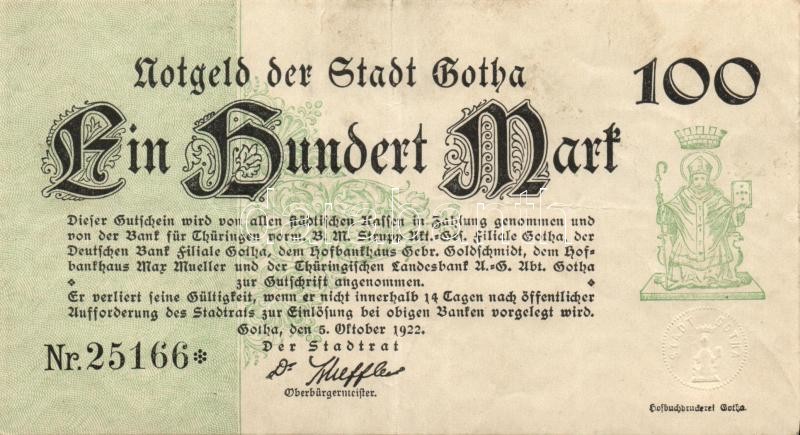 Notgeld der Stadt Gotha
100
Ein Hundert Mark
Dieser Gutschein wird von allen städtischen Kassen in Zahlung genommen und
von der Bank für Thüringen vorm. B. M. Strupp Akt.-Ges. Filiale Gotha, der
Deutschen Bank Filiale Gotha, dem Hofbankhaus Gebr. Goldschmidt, dem Hof-
bankhaus Max Mueller und der Thüringischen Landesbank A.-G. Abt. Gotha
* zur Gutschrift angenommen. *
Er verliert seine Gültigkeit, wenn er nicht innerhalb 14 Tagen nach öffentlicher
Aufforderung des Stadtrats zur Einlösung bei obigen Banken vorgelegt wird.
Gotha, den 5. Oktober 1922.
Der Stadtrat
Nr. 25166*
Dr.
Oberbürgermeister.
Hofbuchdruckerei Gotha.